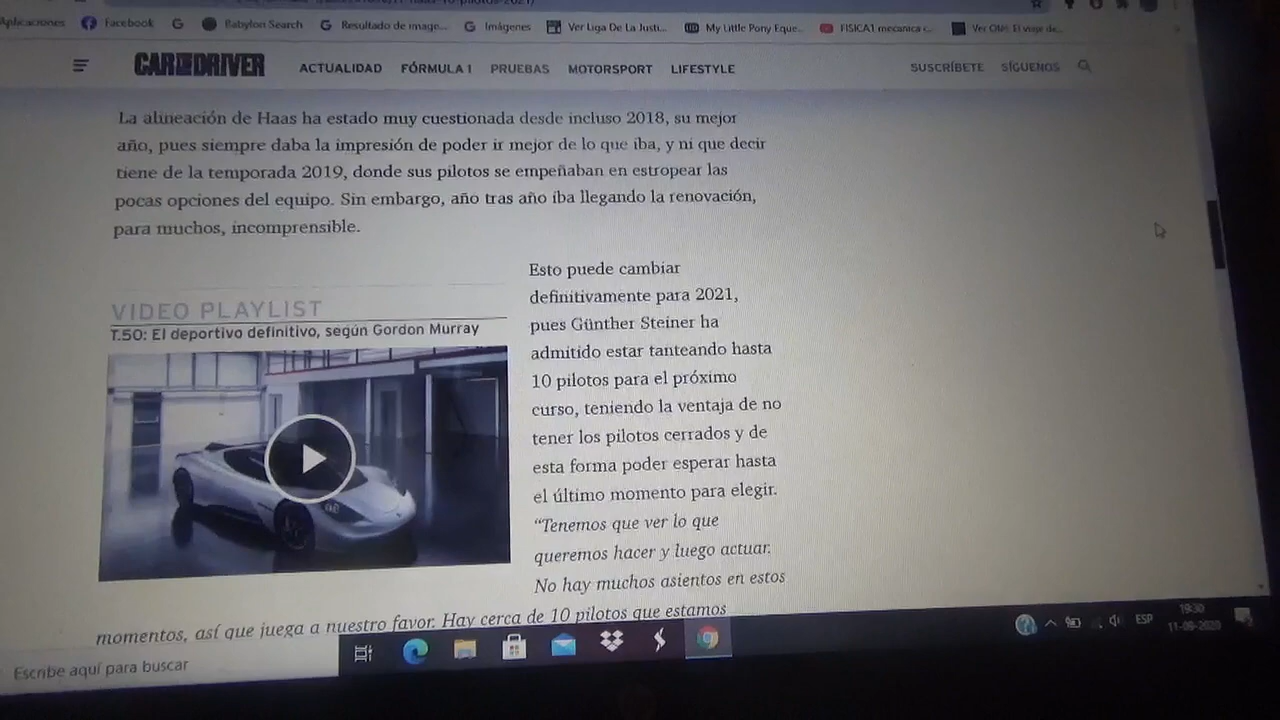 Aplicaciones Facebook Babylon Search Resultado de image... Imágenes Ver Liga De La Justi... My Little Pony Eque... FISICA1 mecanica c...
CAR DRIVER ACTUALIDAD FÓRMULA 1 PRUEBAS MOTORSPORT LIFESTYLE SUSCRÍBETE SÍGUENOS
La alineación de Haas ha estado muy cuestionada desde incluso 2018, su mejor
año, pues siempre daba la impresión de poder ir mejor de lo que iba, y ni que decir
tiene de la temporada 2019, donde sus pilotos se empeñaban en estropear las
pocas opciones del equipo. Sin embargo, año tras año iba llegando la renovación,
para muchos, incomprensible.
VIDEO PLAYLIST
T.50: El deportivo definitivo, según Gordon Murray
Esto puede cambiar
definitivamente para 2021,
pues Günther Steiner ha
admitido estar tanteando hasta
10 pilotos para el próximo
curso, teniendo la ventaja de no
tener los pilotos cerrados y de
esta forma poder esperar hasta
el último momento para elegir.
“Tenemos que ver lo que
queremos hacer y luego actuar.
No hay muchos asientos en estos
momentos, así que juega a nuestro favor. Hay cerca de 10 pilotos que estamos
Escribe aquí para buscar
ESP
19:30
11-09-2020